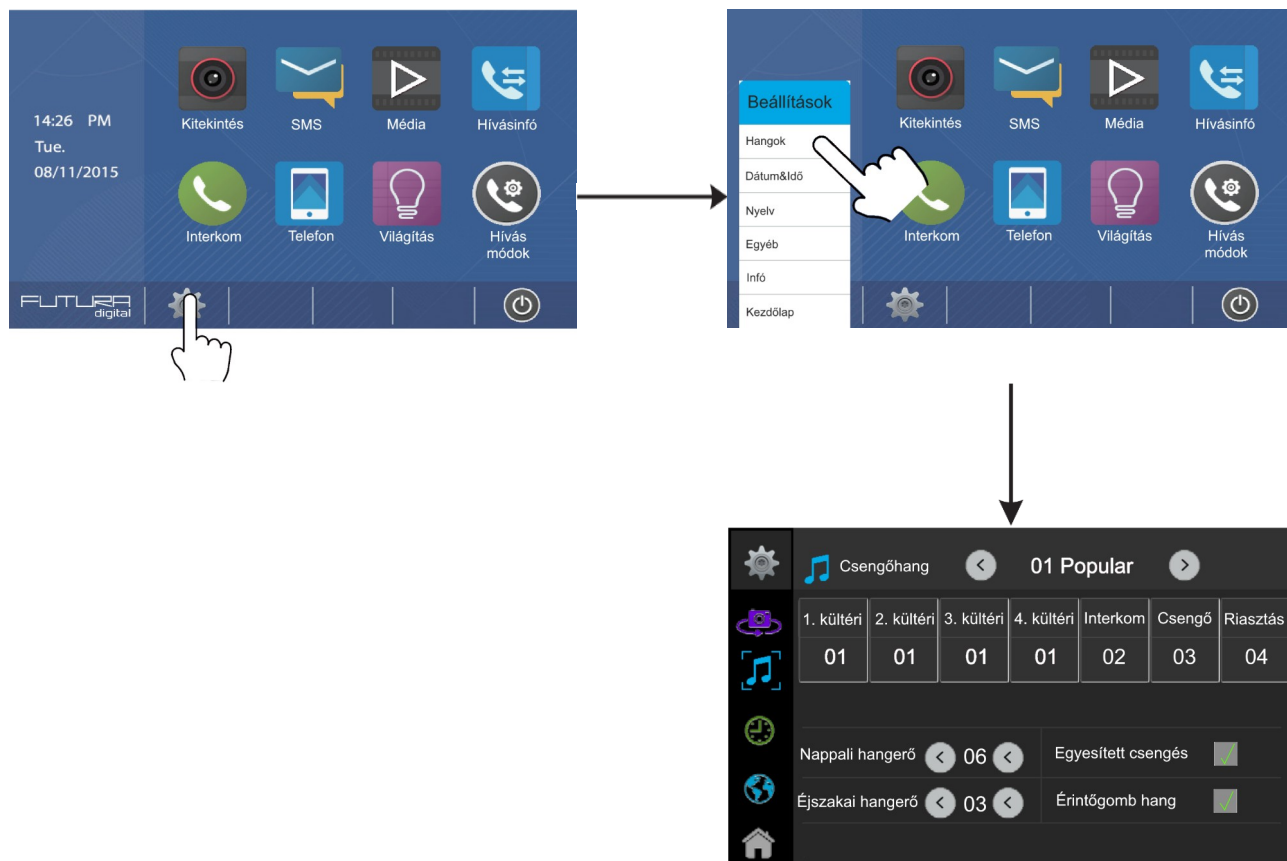 14:26 PM
Tue.
08/11/2015
Kitekintés
SMS
Média
Hívásinfó
Interkom
Telefon
Világítás
Hívás
módok
FUTURA
digital
Beállítások
Hangok
Dátum&Idő
Nyelv
Egyéb
Infó
Kezdőlap
Kitekintés
SMS
Média
Hívásinfó
Interkom
Telefon
Világítás
Hívás
módok
Csengőhang < 01 Popular >
1. kültéri 2. kültéri 3. kültéri 4. kültéri Interkom Csengő Riasztás
01 01 01 01 02 03 04
Nappali hangerő < 06 < Egyesített csengés √
Éjszakai hangerő < 03 < Érintőgomb hang √